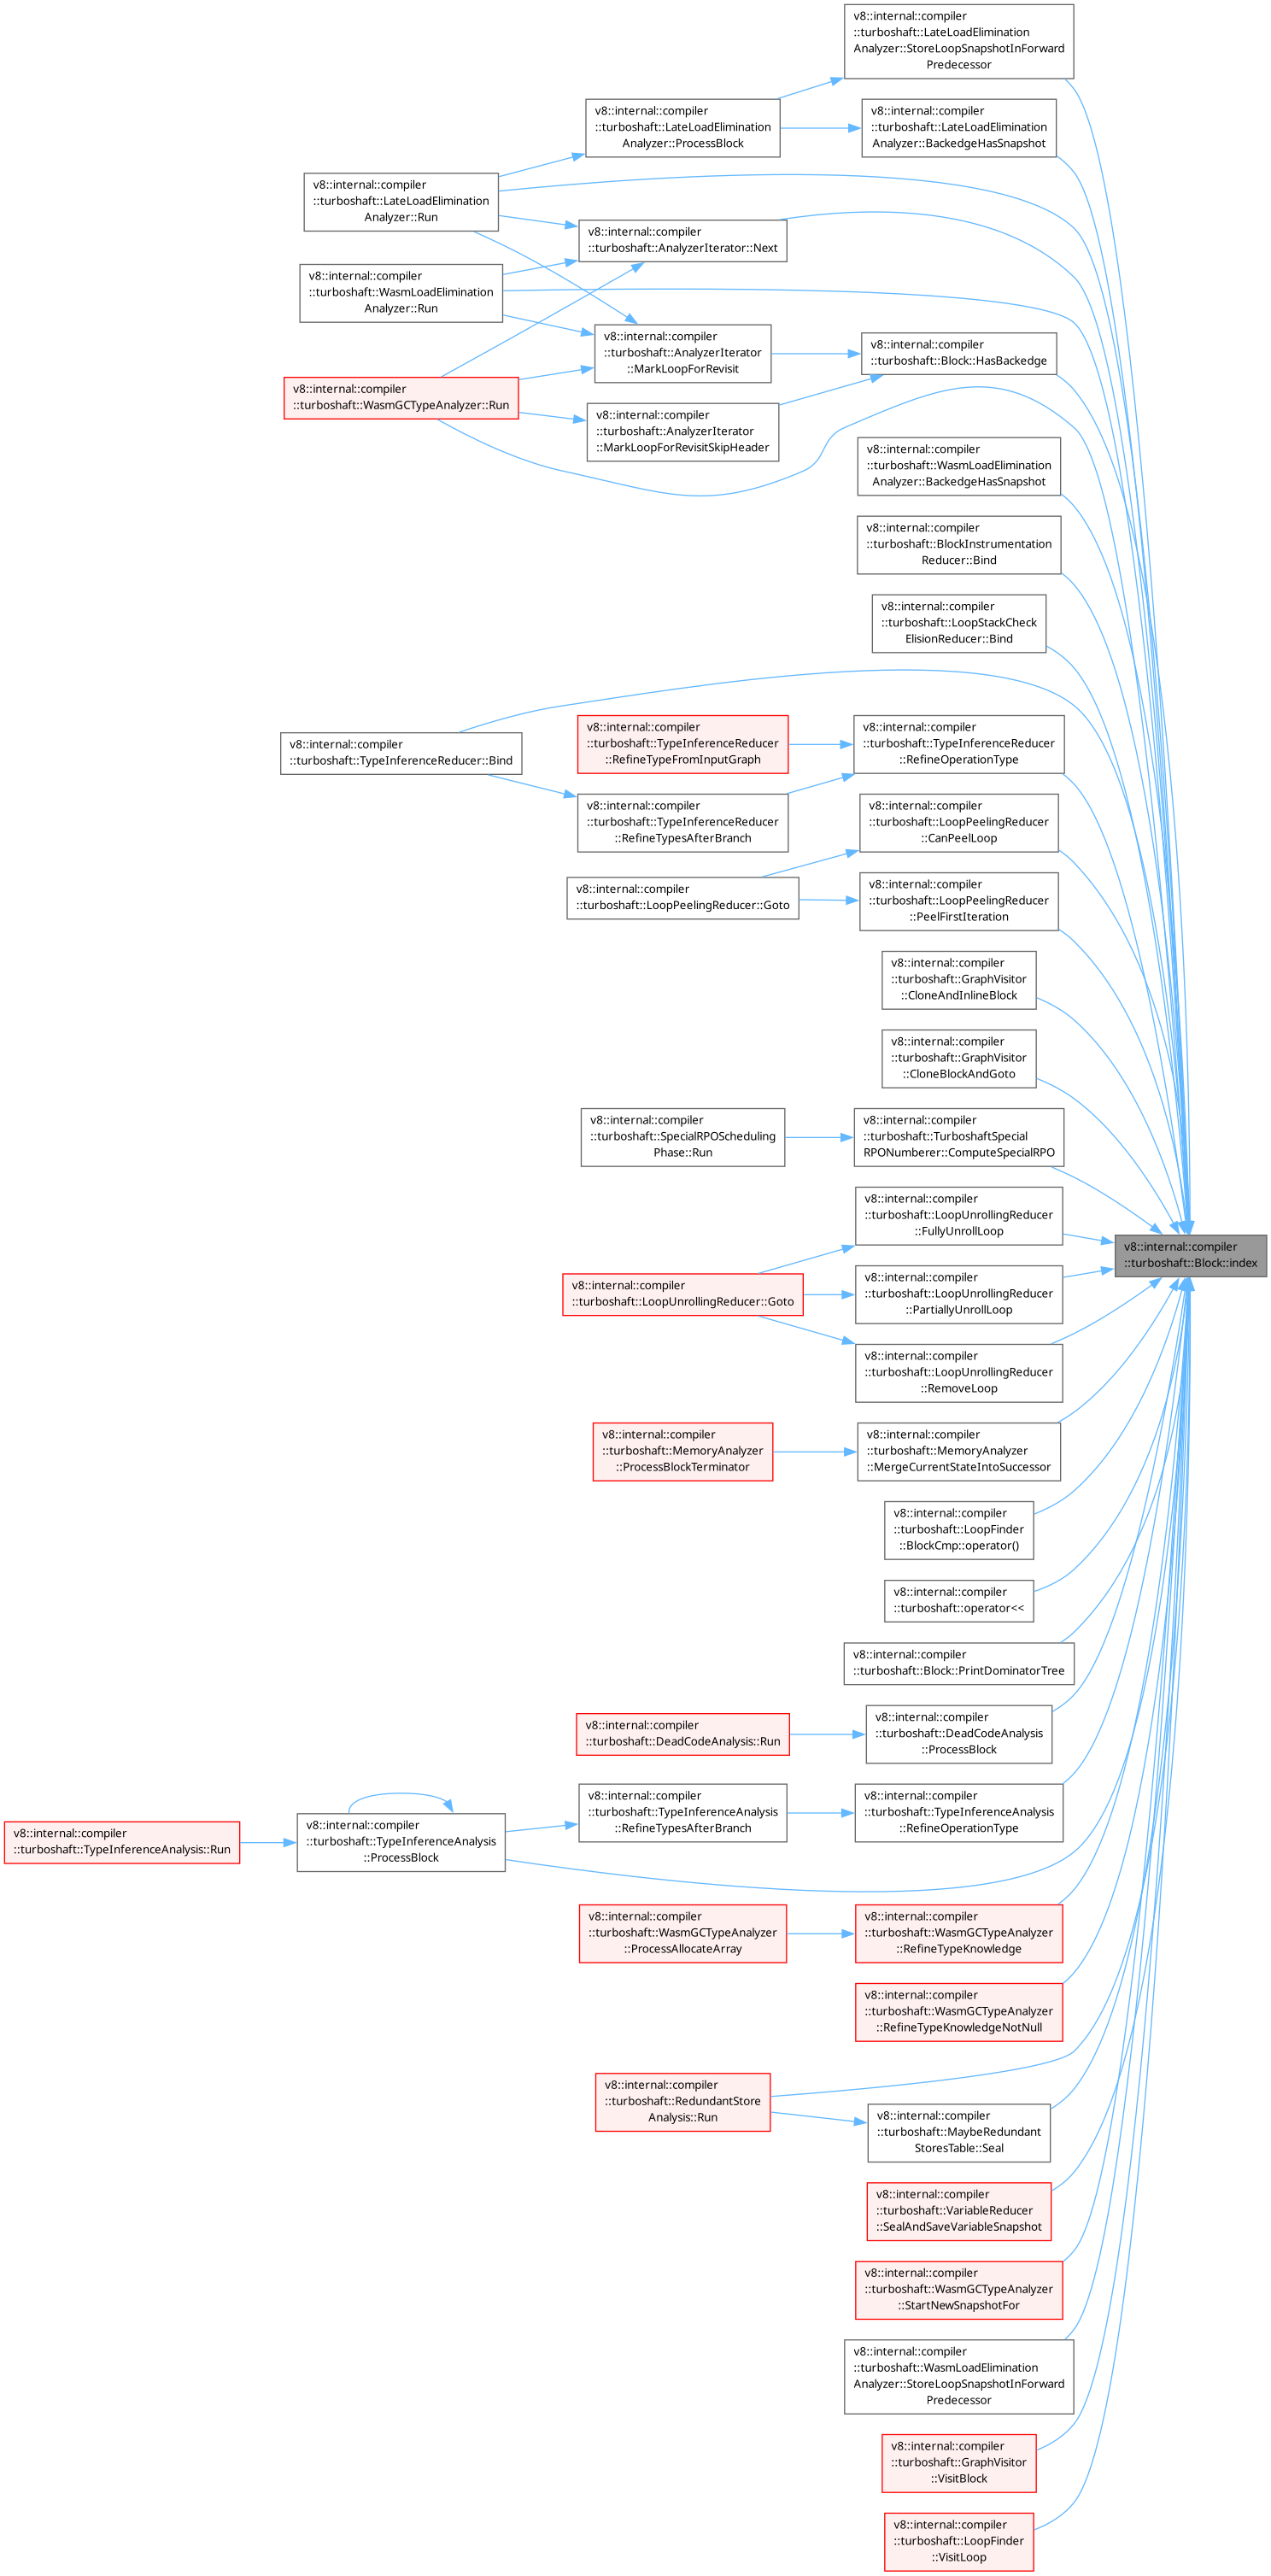 v8::internal::compiler
::turboshaft::LateLoadElimination
Analyzer::StoreLoopSnapshotInForward
Predecessor
v8::internal::compiler
::turboshaft::LateLoadElimination
Analyzer::ProcessBlock
v8::internal::compiler
::turboshaft::LateLoadElimination
Analyzer::BackedgeHasSnapshot
v8::internal::compiler
::turboshaft::LateLoadElimination
Analyzer::Run
v8::internal::compiler
::turboshaft::AnalyzerIterator::Next
v8::internal::compiler
::turboshaft::WasmLoadElimination
Analyzer::Run
v8::internal::compiler
::turboshaft::AnalyzerIterator
::MarkLoopForRevisit
v8::internal::compiler
::turboshaft::Block::HasBackedge
v8::internal::compiler
::turboshaft::WasmGCTypeAnalyzer::Run
v8::internal::compiler
::turboshaft::AnalyzerIterator
::MarkLoopForRevisitSkipHeader
v8::internal::compiler
::turboshaft::WasmLoadElimination
Analyzer::BackedgeHasSnapshot
v8::internal::compiler
::turboshaft::BlockInstrumentation
Reducer::Bind
v8::internal::compiler
::turboshaft::LoopStackCheck
ElisionReducer::Bind
v8::internal::compiler
::turboshaft::TypeInferenceReducer::Bind
v8::internal::compiler
::turboshaft::TypeInferenceReducer
::RefineTypeFromInputGraph
v8::internal::compiler
::turboshaft::TypeInferenceReducer
::RefineOperationType
v8::internal::compiler
::turboshaft::TypeInferenceReducer
::RefineTypesAfterBranch
v8::internal::compiler
::turboshaft::LoopPeelingReducer
::CanPeelLoop
v8::internal::compiler
::turboshaft::LoopPeelingReducer::Goto
v8::internal::compiler
::turboshaft::LoopPeelingReducer
::PeelFirstIteration
v8::internal::compiler
::turboshaft::GraphVisitor
::CloneAndInlineBlock
v8::internal::compiler
::turboshaft::GraphVisitor
::CloneBlockAndGoto
v8::internal::compiler
::turboshaft::SpecialRPOScheduling
Phase::Run
v8::internal::compiler
::turboshaft::TurboshaftSpecial
RPONumberer::ComputeSpecialRPO
v8::internal::compiler
::turboshaft::LoopUnrollingReducer
::FullyUnrollLoop
v8::internal::compiler
::turboshaft::Block::index
v8::internal::compiler
::turboshaft::LoopUnrollingReducer::Goto
v8::internal::compiler
::turboshaft::LoopUnrollingReducer
::PartiallyUnrollLoop
v8::internal::compiler
::turboshaft::LoopUnrollingReducer
::RemoveLoop
v8::internal::compiler
::turboshaft::MemoryAnalyzer
::ProcessBlockTerminator
v8::internal::compiler
::turboshaft::MemoryAnalyzer
::MergeCurrentStateIntoSuccessor
v8::internal::compiler
::turboshaft::LoopFinder
::BlockCmp::operator()
v8::internal::compiler
::turboshaft::operator<<
v8::internal::compiler
::turboshaft::Block::PrintDominatorTree
v8::internal::compiler
::turboshaft::DeadCodeAnalysis::Run
v8::internal::compiler
::turboshaft::DeadCodeAnalysis
::ProcessBlock
v8::internal::compiler
::turboshaft::TypeInferenceAnalysis::Run
v8::internal::compiler
::turboshaft::TypeInferenceAnalysis
::ProcessBlock
v8::internal::compiler
::turboshaft::TypeInferenceAnalysis
::RefineTypesAfterBranch
v8::internal::compiler
::turboshaft::TypeInferenceAnalysis
::RefineOperationType
v8::internal::compiler
::turboshaft::WasmGCTypeAnalyzer
::ProcessAllocateArray
v8::internal::compiler
::turboshaft::WasmGCTypeAnalyzer
::RefineTypeKnowledge
v8::internal::compiler
::turboshaft::WasmGCTypeAnalyzer
::RefineTypeKnowledgeNotNull
v8::internal::compiler
::turboshaft::RedundantStore
Analysis::Run
v8::internal::compiler
::turboshaft::MaybeRedundant
StoresTable::Seal
v8::internal::compiler
::turboshaft::VariableReducer
::SealAndSaveVariableSnapshot
v8::internal::compiler
::turboshaft::WasmGCTypeAnalyzer
::StartNewSnapshotFor
v8::internal::compiler
::turboshaft::WasmLoadElimination
Analyzer::StoreLoopSnapshotInForward
Predecessor
v8::internal::compiler
::turboshaft::GraphVisitor
::VisitBlock
v8::internal::compiler
::turboshaft::LoopFinder
::VisitLoop